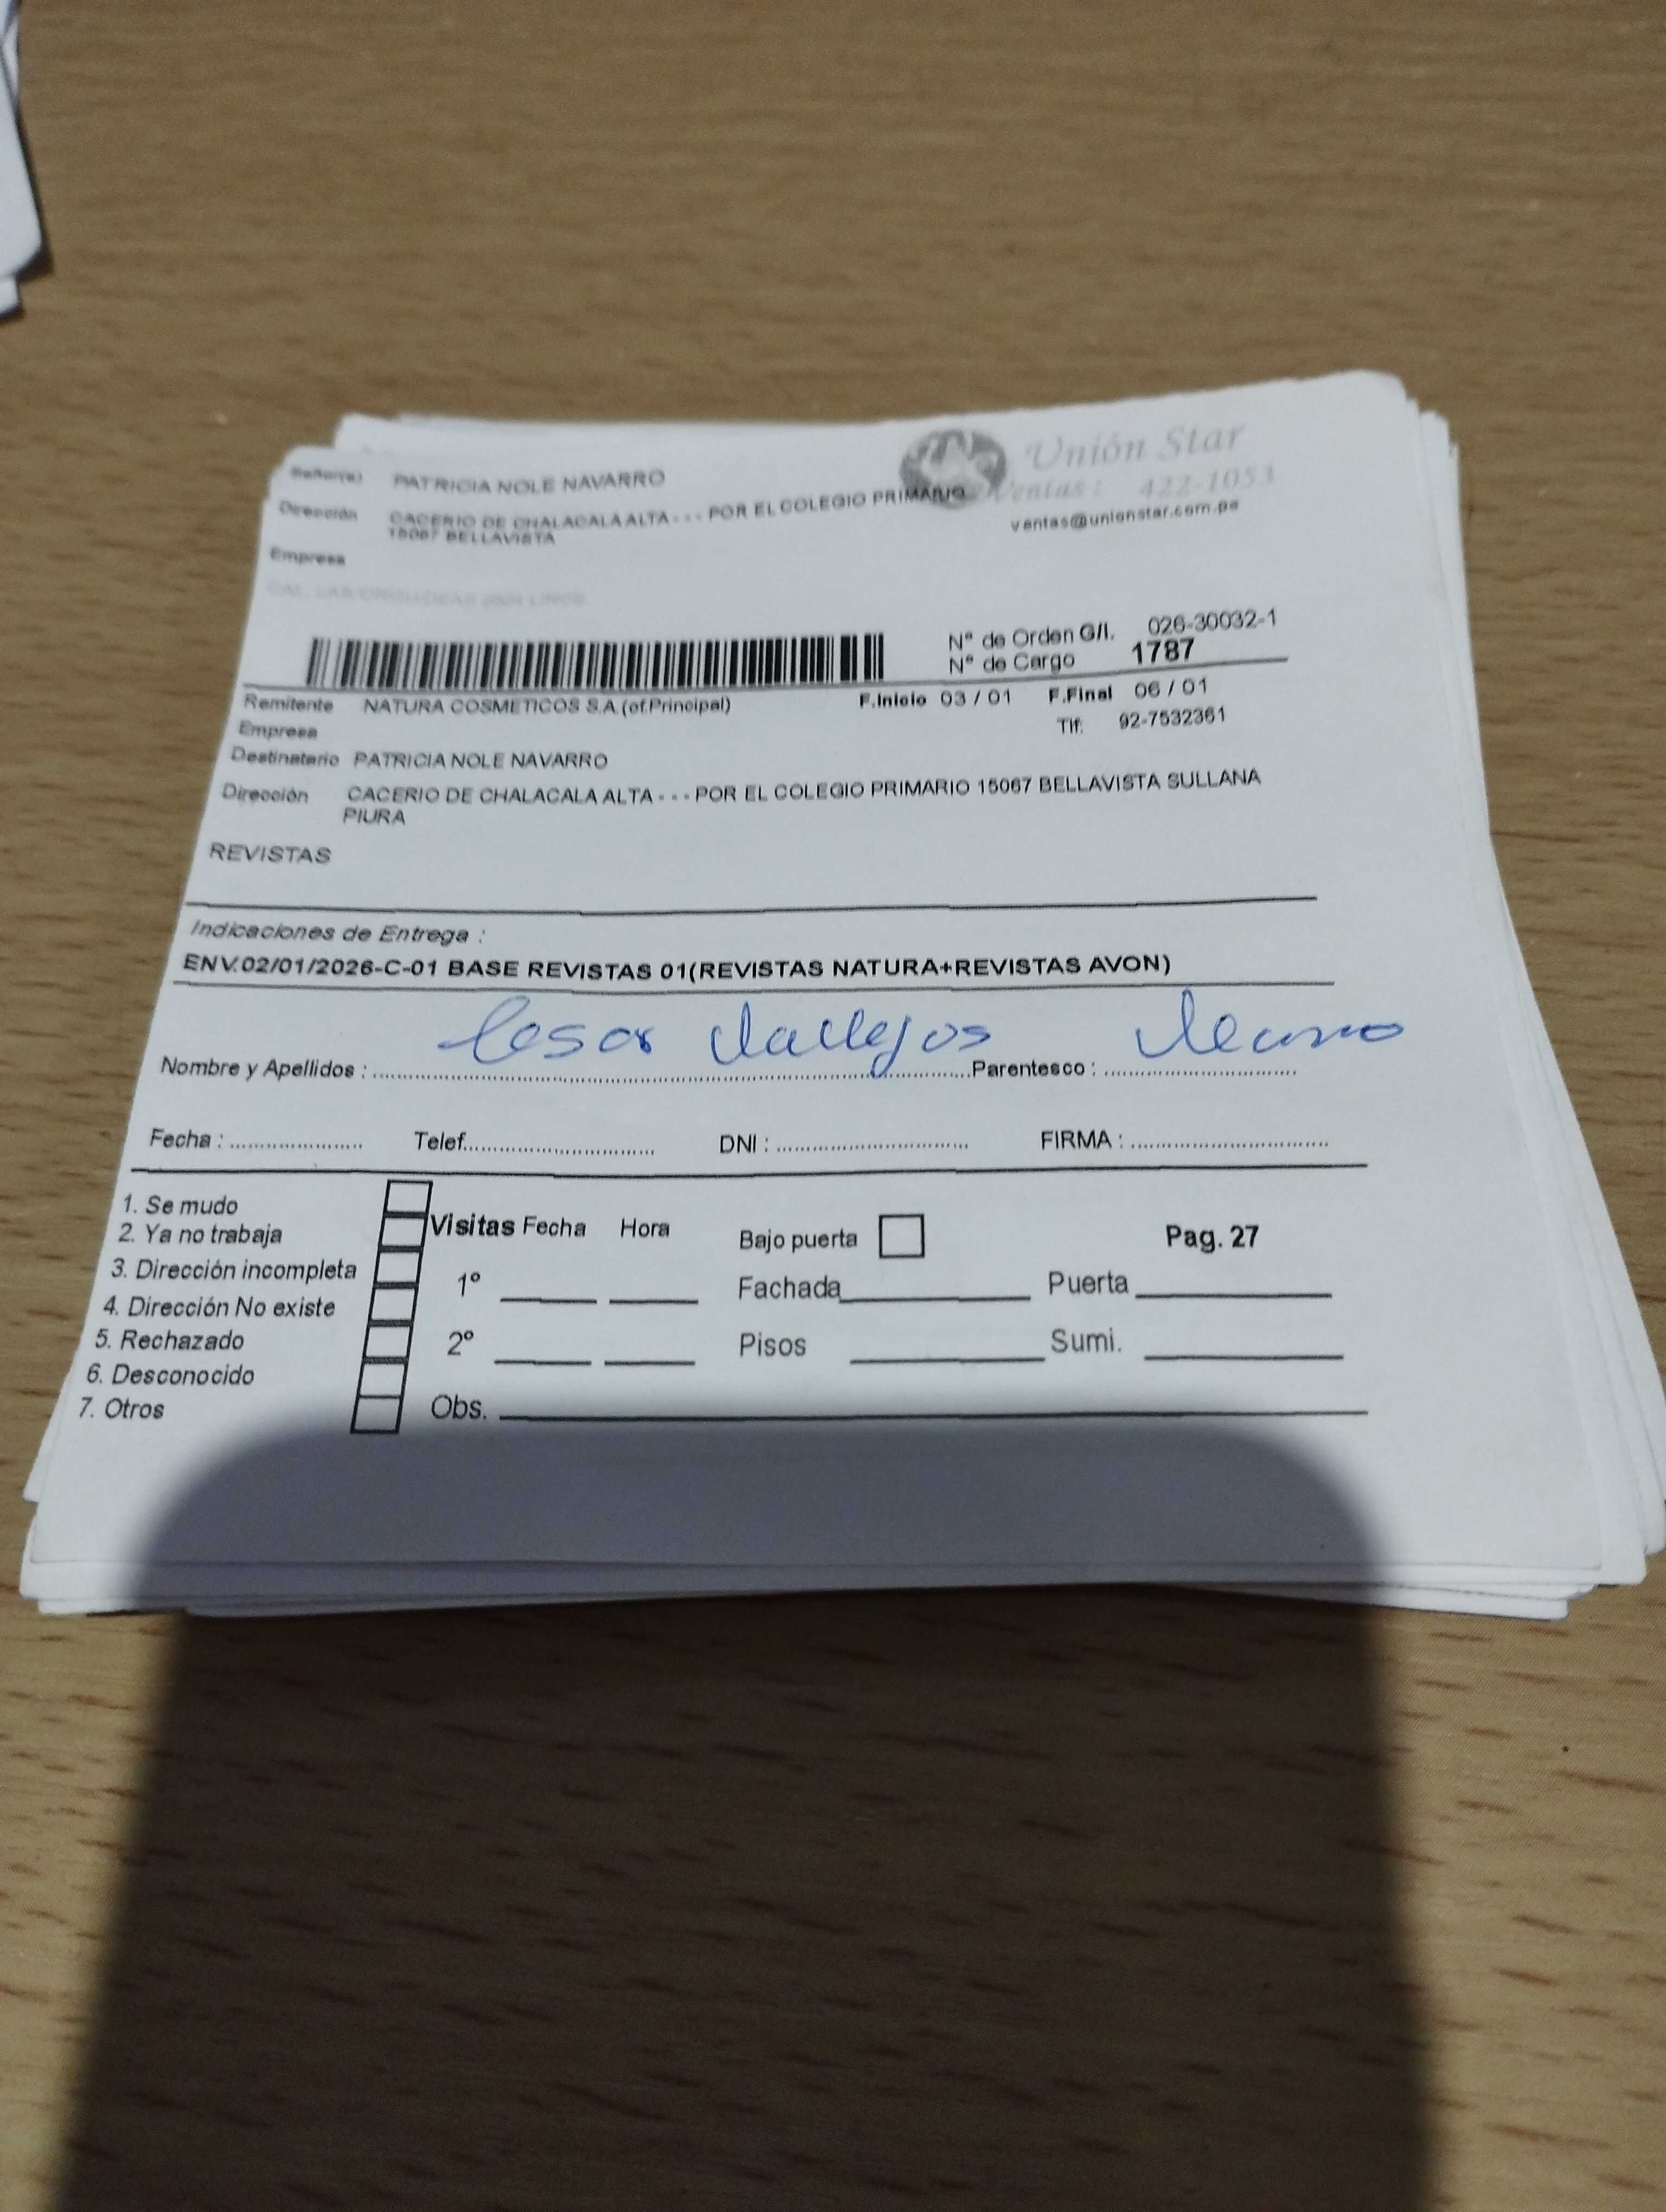 Señor(a) PATRICIA NOLE NAVARRO
Unión Star
Ventas: 422-1053
ventas@unionstar.com.pe
Dirección CACERIO DE CHALACALA ALTA - - - POR EL COLEGIO PRIMARIO
15067 BELLAVISTA
Empresa
N° de Orden G/I. 026-30032-1
N° de Cargo 1787
Remitente NATURA COSMETICOS S.A (of.Principal) F.Inicio 03 / 01 F.Final 06 / 01
Empresa Tlf: 92-7532361
Destinatario PATRICIA NOLE NAVARRO
Dirección CACERIO DE CHALACALA ALTA - - - POR EL COLEGIO PRIMARIO 15067 BELLAVISTA SULLANA
PIURA
REVISTAS
Indicaciones de Entrega :
ENV.02/01/2026-C-01 BASE REVISTAS 01(REVISTAS NATURA+REVISTAS AVON)
Nombre y Apellidos : Cesar Vallejos Parentesco :
Fecha : Telef. DNI : FIRMA :
1. Se mudo
2. Ya no trabaja
3. Dirección incompleta
4. Dirección No existe
5. Rechazado
6. Desconocido
7. Otros
Visitas Fecha Hora Bajo puerta Pag. 27
1° Fachada Puerta
2° Pisos Sumi.
Obs.